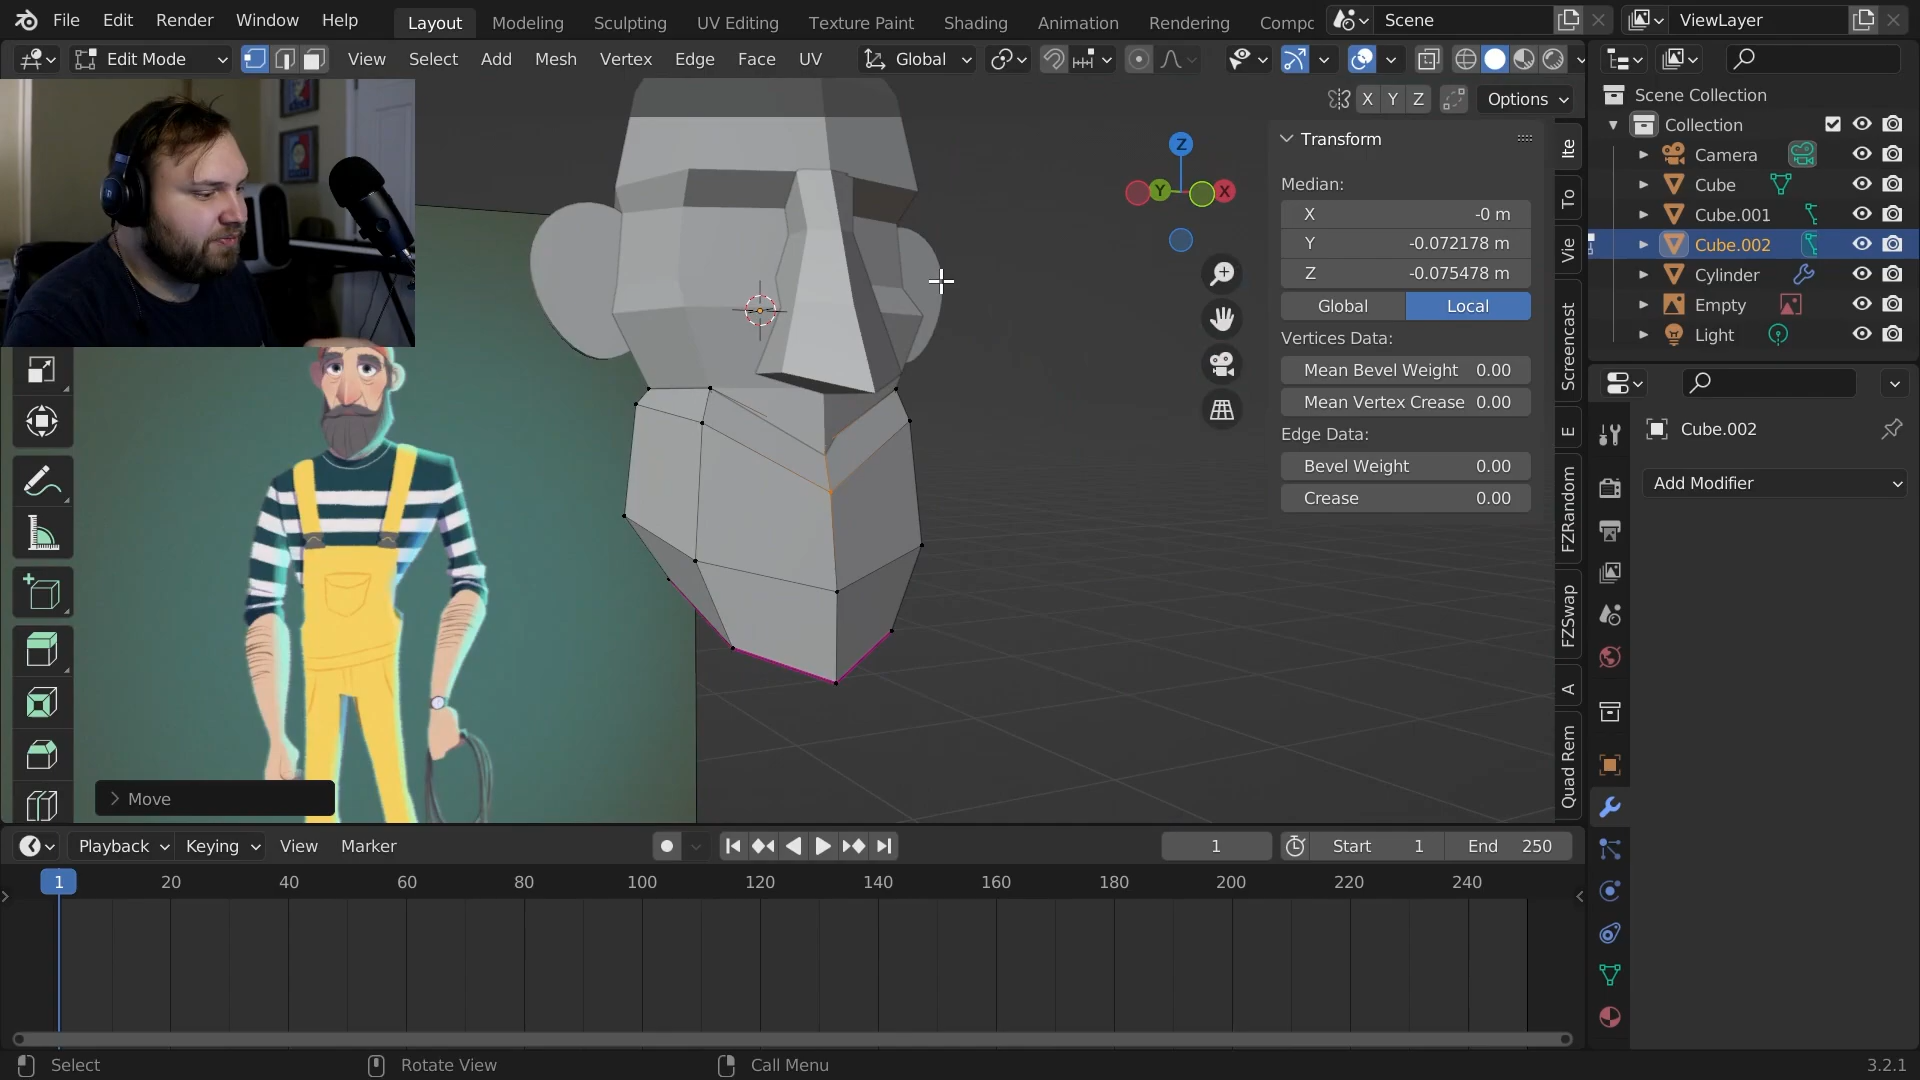 File Edit Render Window Help Layout Modeling Sculpting UV Editing Texture Paint Shading Animation Rendering Compo Scene ViewLayer
Edit Mode View Select Add Mesh Vertex Edge Face UV Global
X Y Z Options
Scene Collection
Collection
Camera
Cube
Cube.001
Cube.002
Cylinder
Empty
Light
Z
Y
X
Transform
Median:
X -0 m
Y -0.072178 m
Z -0.075478 m
Global Local
Vertices Data:
Mean Bevel Weight 0.00
Mean Vertex Crease 0.00
Edge Data:
Bevel Weight 0.00
Crease 0.00
Ite
To
Vie
Screencast
E
FZRandom
FZSwap
A
Quad Rem
Cube.002
Add Modifier
Move
Playback Keying View Marker 1 Start 1 End 250
1 20 40 60 80 100 120 140 160 180 200 220 240
Select Rotate View Call Menu 3.2.1